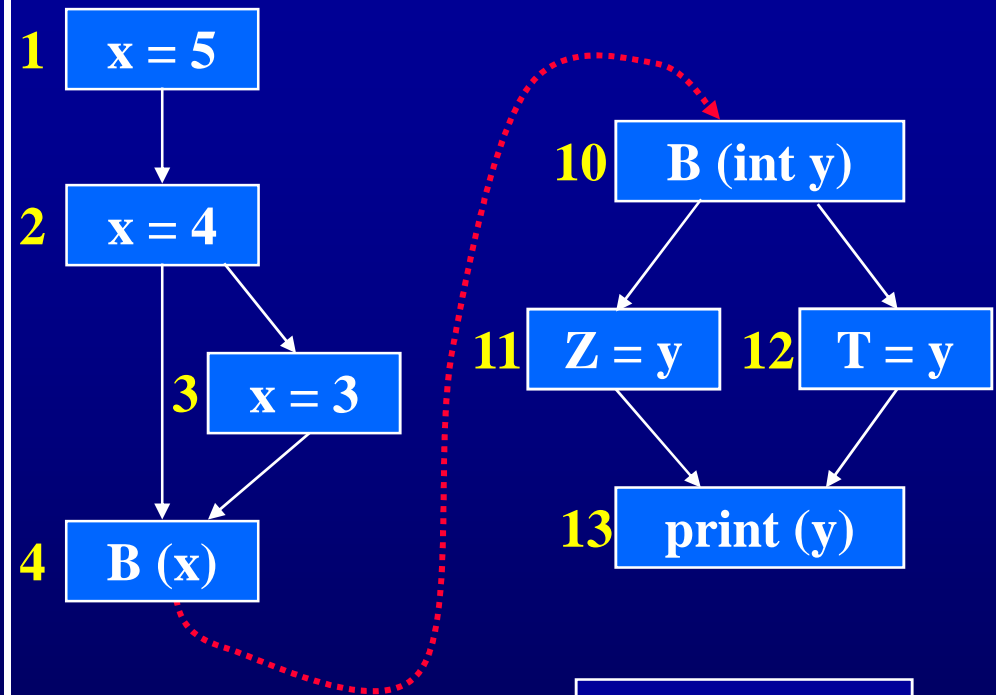 1 x = 5
2 x = 4
3 x = 3
4 B (x)
10 B (int y)
11 Z = y
12 T = y
13 print (y)